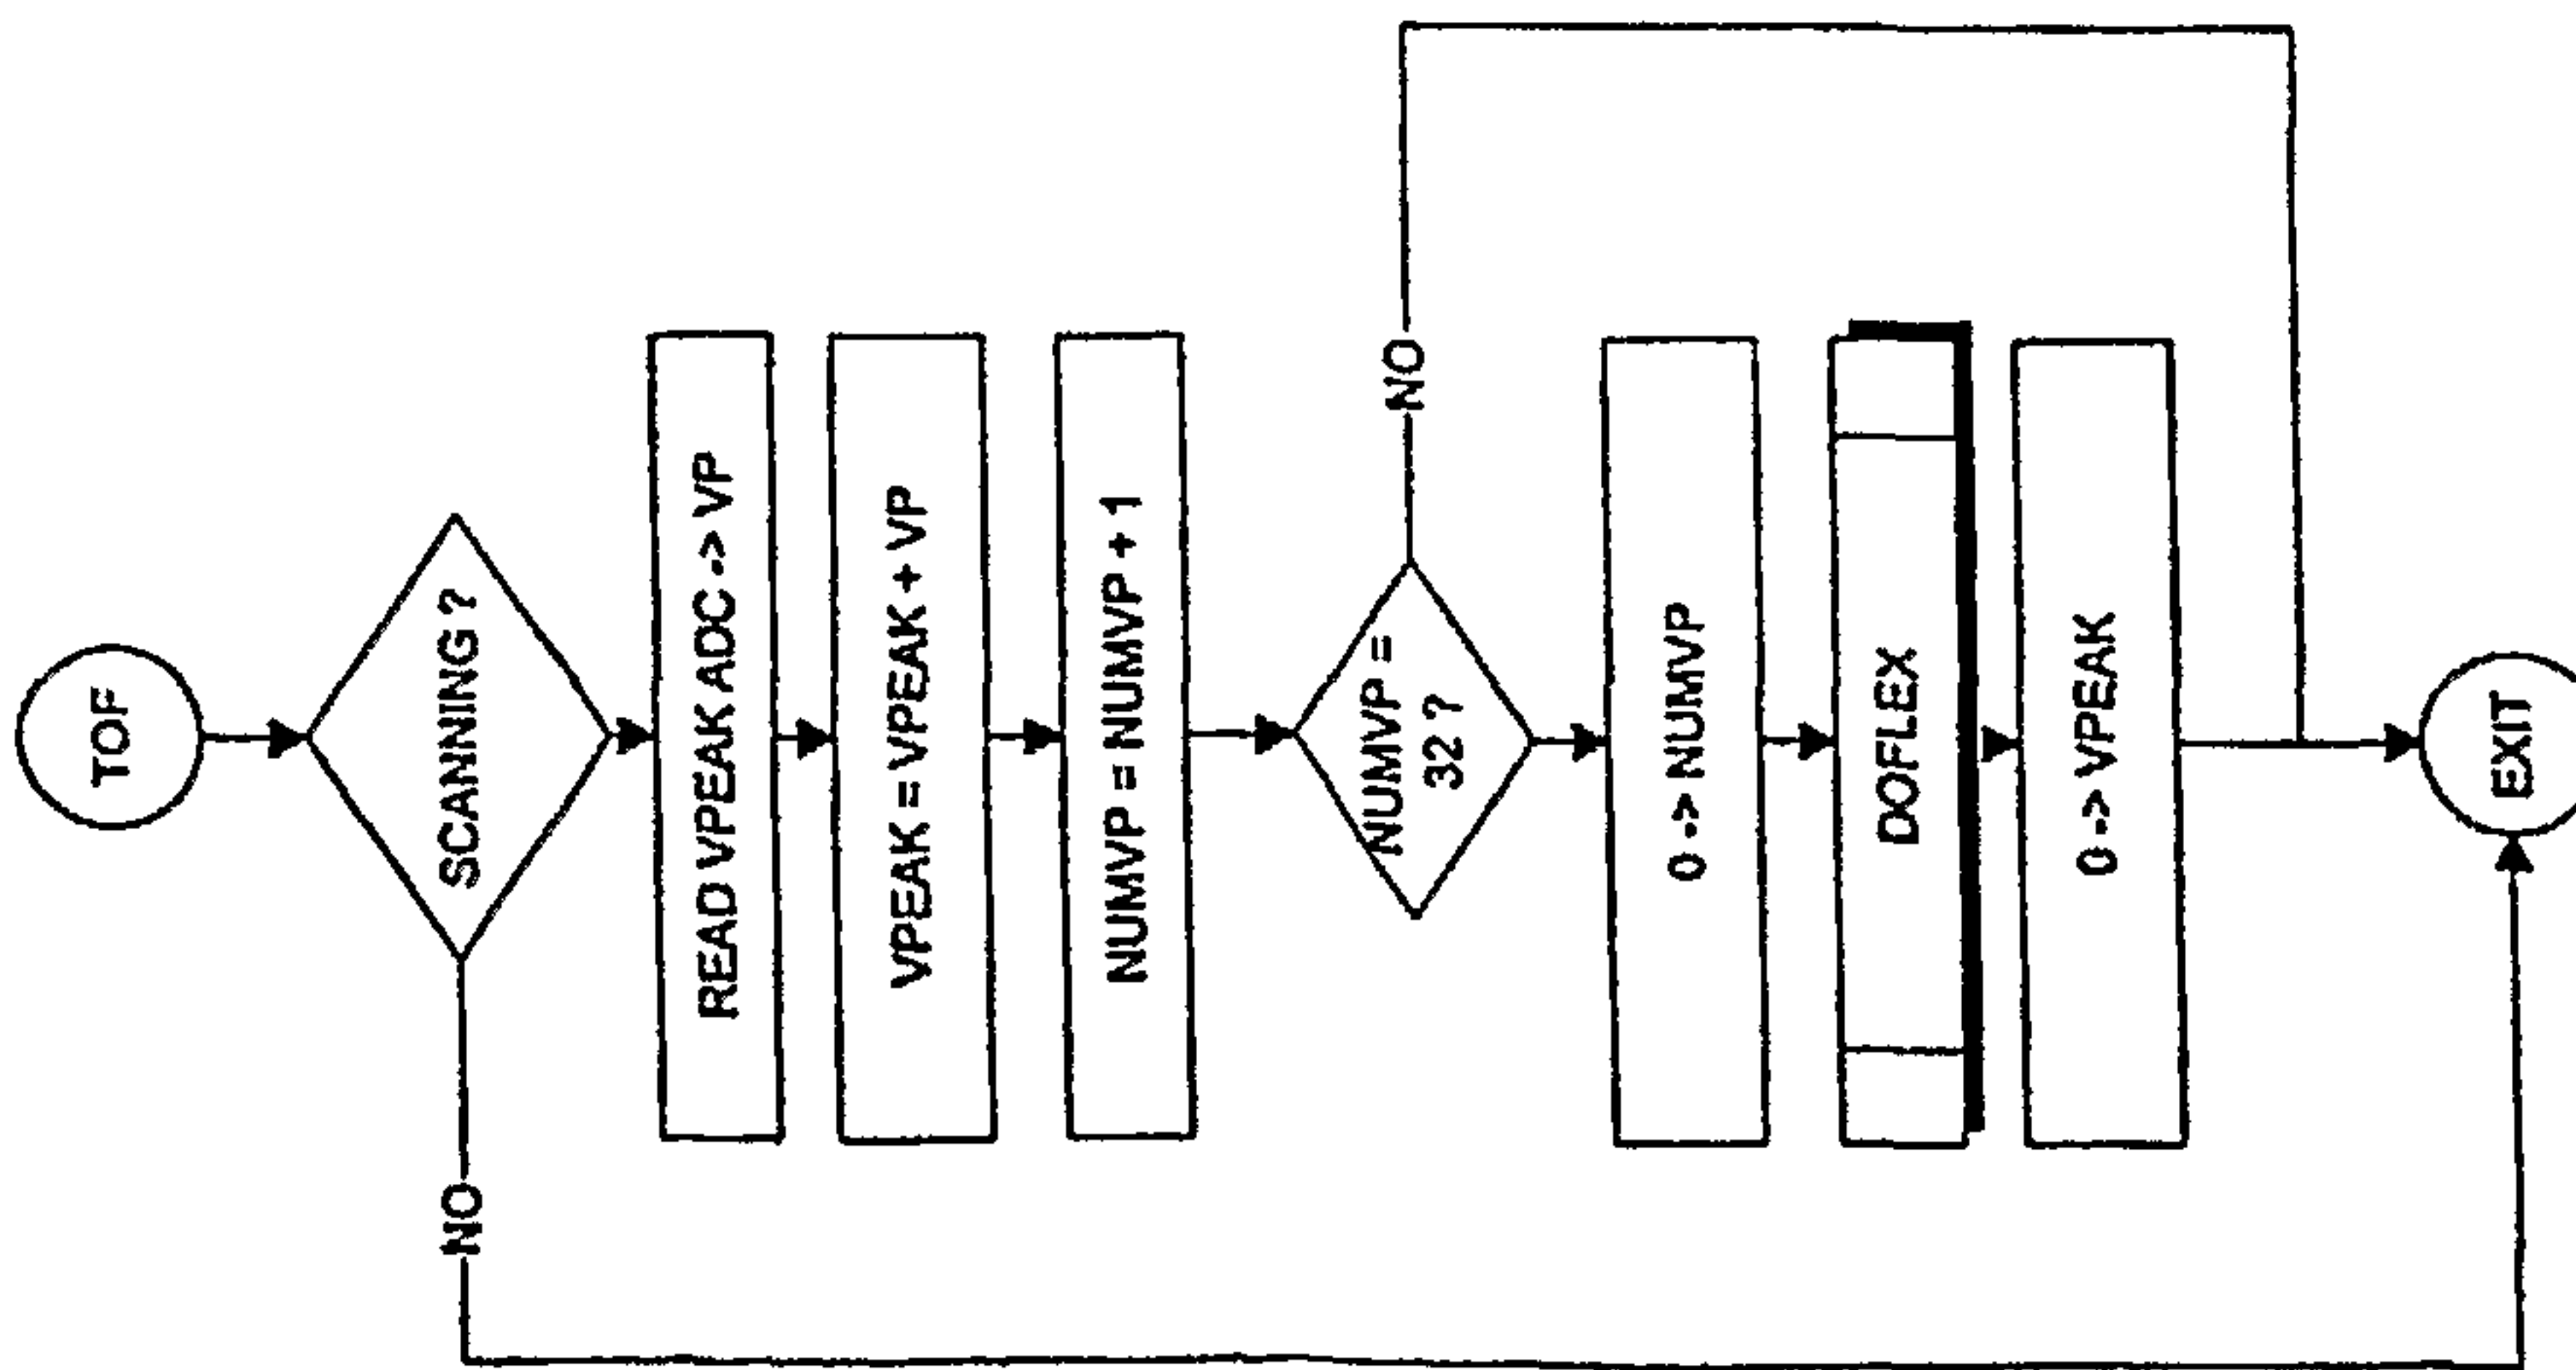 TOF
SCANNING ?
NO
READ VPEAK ADC -> VP
VPEAK = VPEAK + VP
NUMVP = NUMVP + 1
NUMVP =
32 ?
NO
0 -> NUMVP
DOFLEX
0 -> VPEAK
EXIT